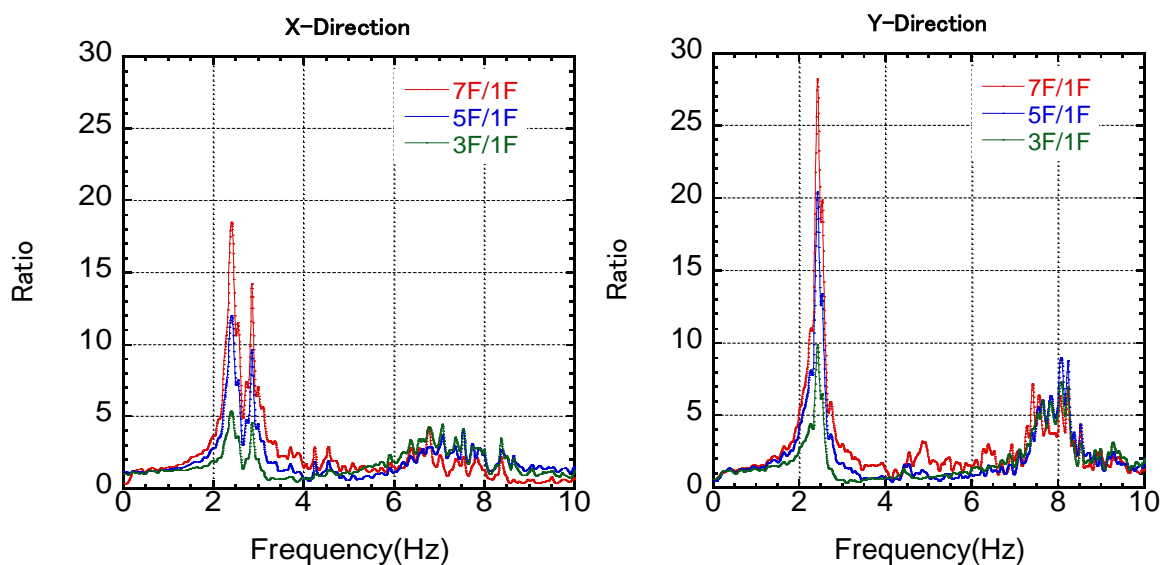 X-Direction
30
25
20
15
10
5
0
Ratio
7F/1F
5F/1F
3F/1F
0 2 4 6 8 10
Frequency(Hz)
Y-Direction
30
25
20
15
10
5
0
Ratio
7F/1F
5F/1F
3F/1F
0 2 4 6 8 10
Frequency(Hz)